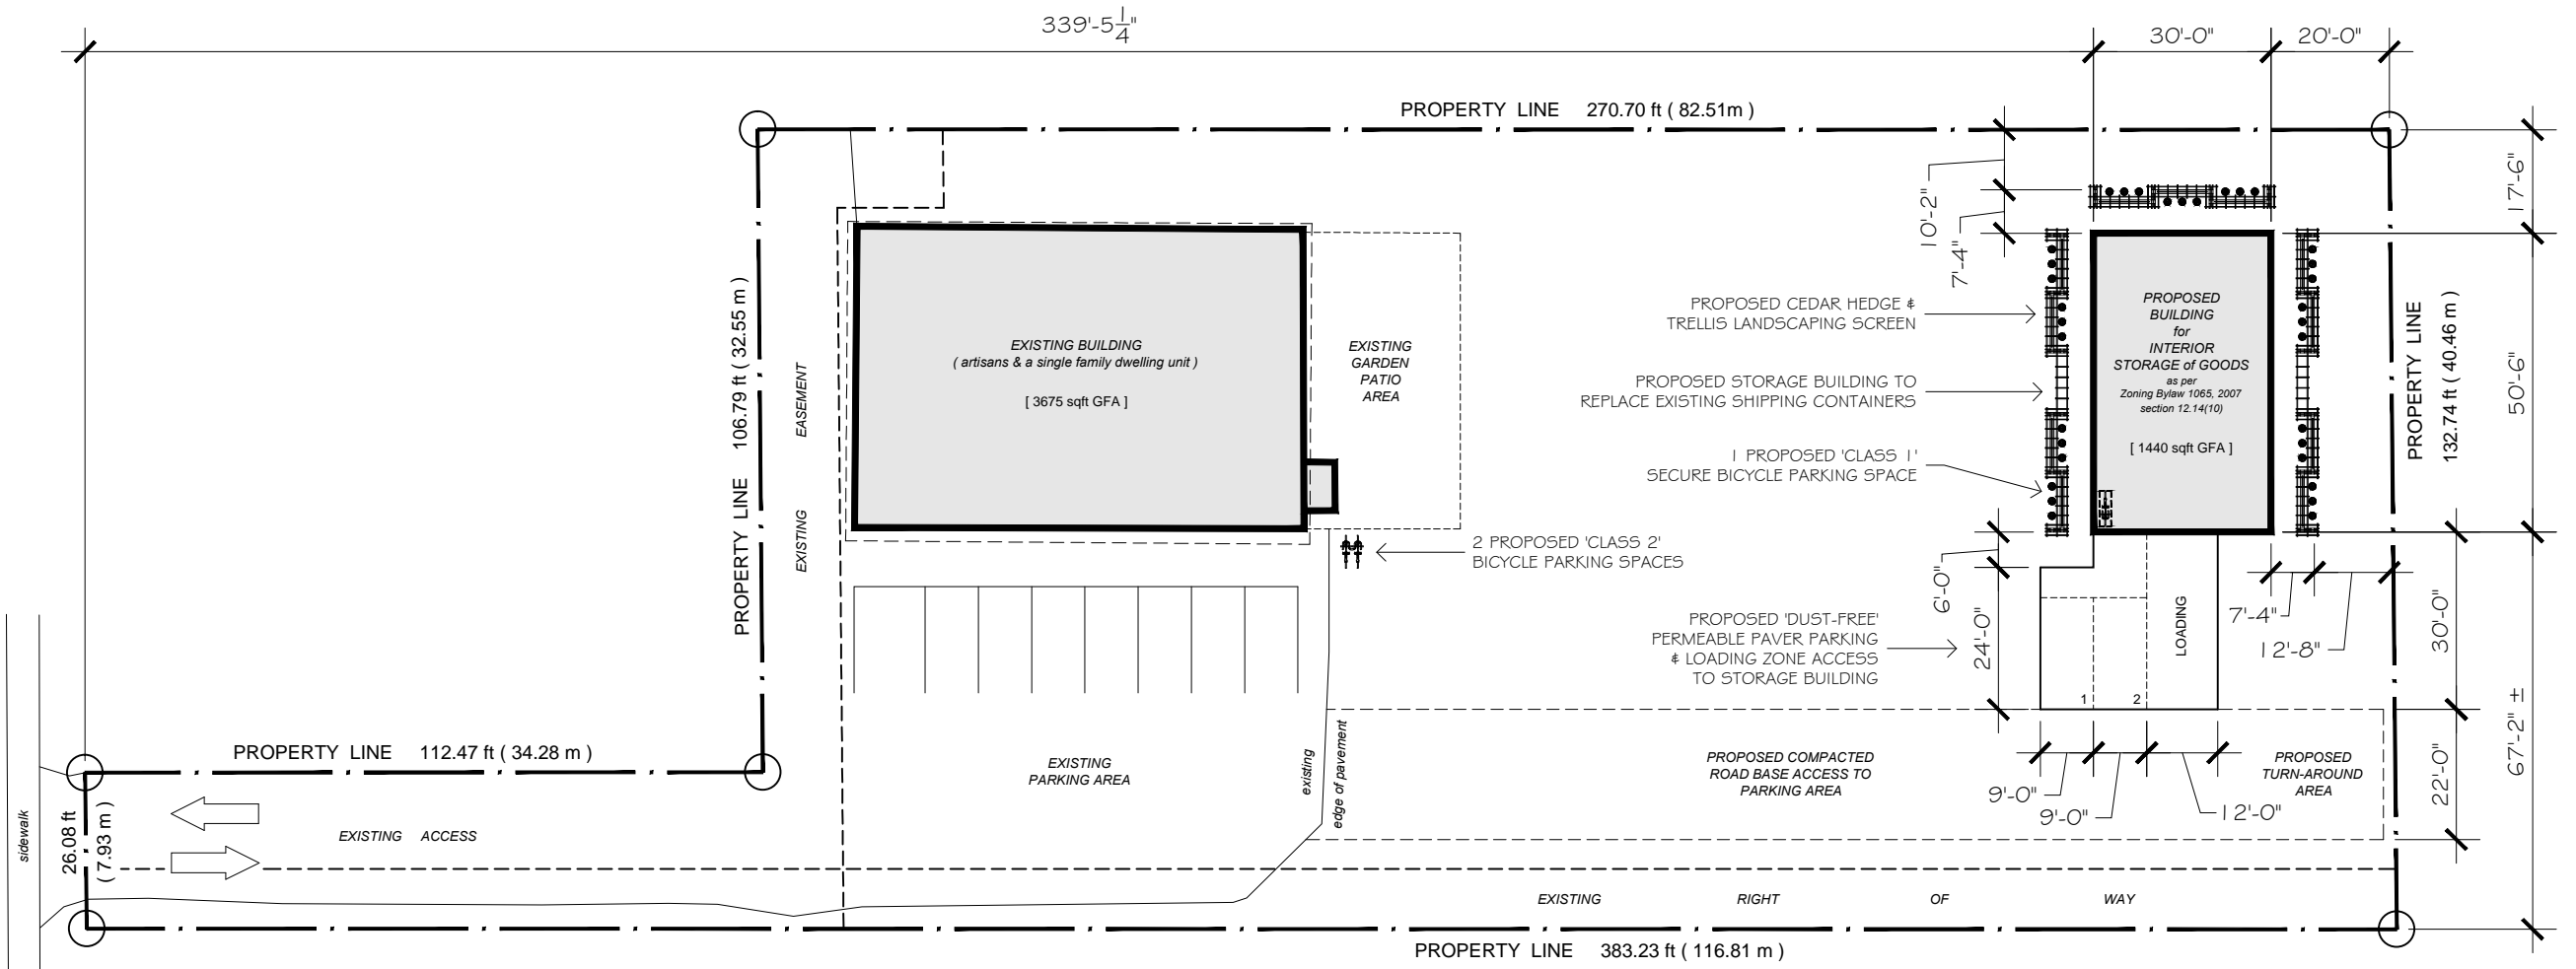 339'-5 1/4"
30'-0"
20'-0"
PROPERTY LINE 270.70 ft ( 82.51m )
17'-6"
10'-2"
7'-4"
PROPOSED CEDAR HEDGE &
TRELLIS LANDSCAPING SCREEN
PROPOSED STORAGE BUILDING TO
REPLACE EXISTING SHIPPING CONTAINERS
1 PROPOSED 'CLASS 1'
SECURE BICYCLE PARKING SPACE
PROPOSED
BUILDING
for
INTERIOR
STORAGE of GOODS
as per
Zoning Bylaw 1065, 2007
section 12.14(10)
[ 1440 sqft GFA ]
PROPERTY LINE
132.74 ft ( 40.46 m )
50'-6"
PROPERTY LINE 106.79 ft ( 32.55 m )
EXISTING EASEMENT
EXISTING BUILDING
( artisans & a single family dwelling unit )
[ 3675 sqft GFA ]
EXISTING
GARDEN
PATIO
AREA
2 PROPOSED 'CLASS 2'
BICYCLE PARKING SPACES
6'-0"
24'-0"
PROPOSED 'DUST-FREE'
PERMEABLE PAVER PARKING
& LOADING ZONE ACCESS
TO STORAGE BUILDING
LOADING
1
2
7'-4"
12'-8"
30'-0"
67'-2" ±
22'-0"
9'-0"
9'-0"
12'-0"
PROPERTY LINE 112.47 ft ( 34.28 m )
EXISTING
PARKING AREA
existing
edge of pavement
PROPOSED COMPACTED
ROAD BASE ACCESS TO
PARKING AREA
PROPOSED
TURN-AROUND
AREA
sidewalk
26.08 ft
( 7.93 m )
EXISTING ACCESS
EXISTING RIGHT OF WAY
PROPERTY LINE 383.23 ft ( 116.81 m )